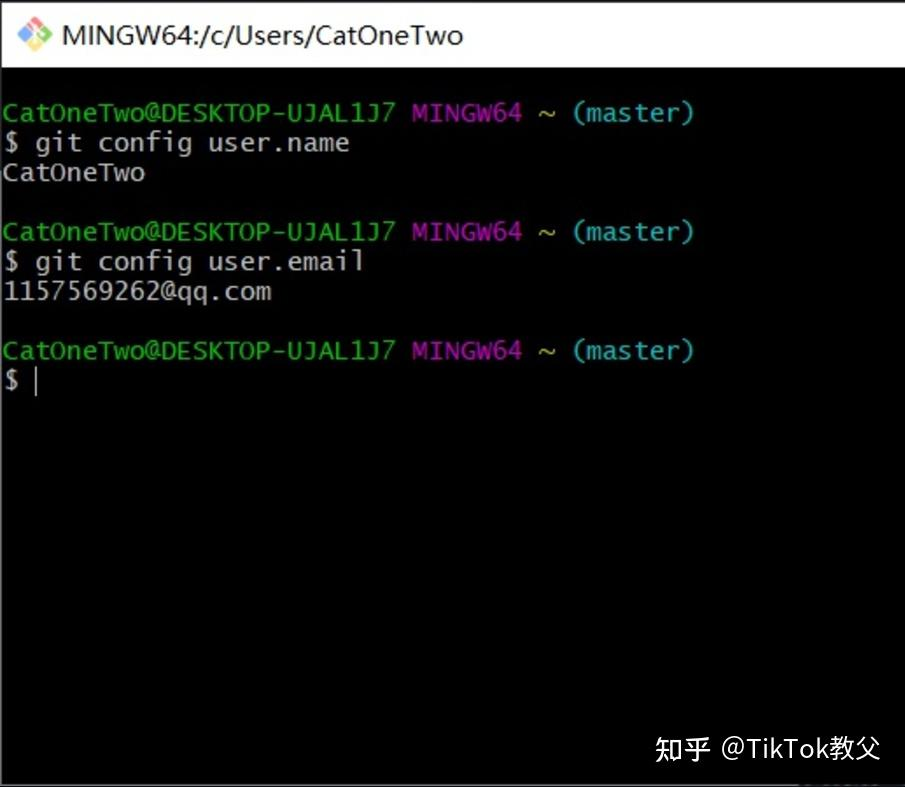 MINGW64:/c/Users/CatOneTwo
CatOneTwo@DESKTOP-UJAL1J7 MINGW64 ~ (master)
$ git config user.name
CatOneTwo
CatOneTwo@DESKTOP-UJAL1J7 MINGW64 ~ (master)
$ git config user.email
1157569262@qq.com
CatOneTwo@DESKTOP-UJAL1J7 MINGW64 ~ (master)
$
知乎 @TikTok教父